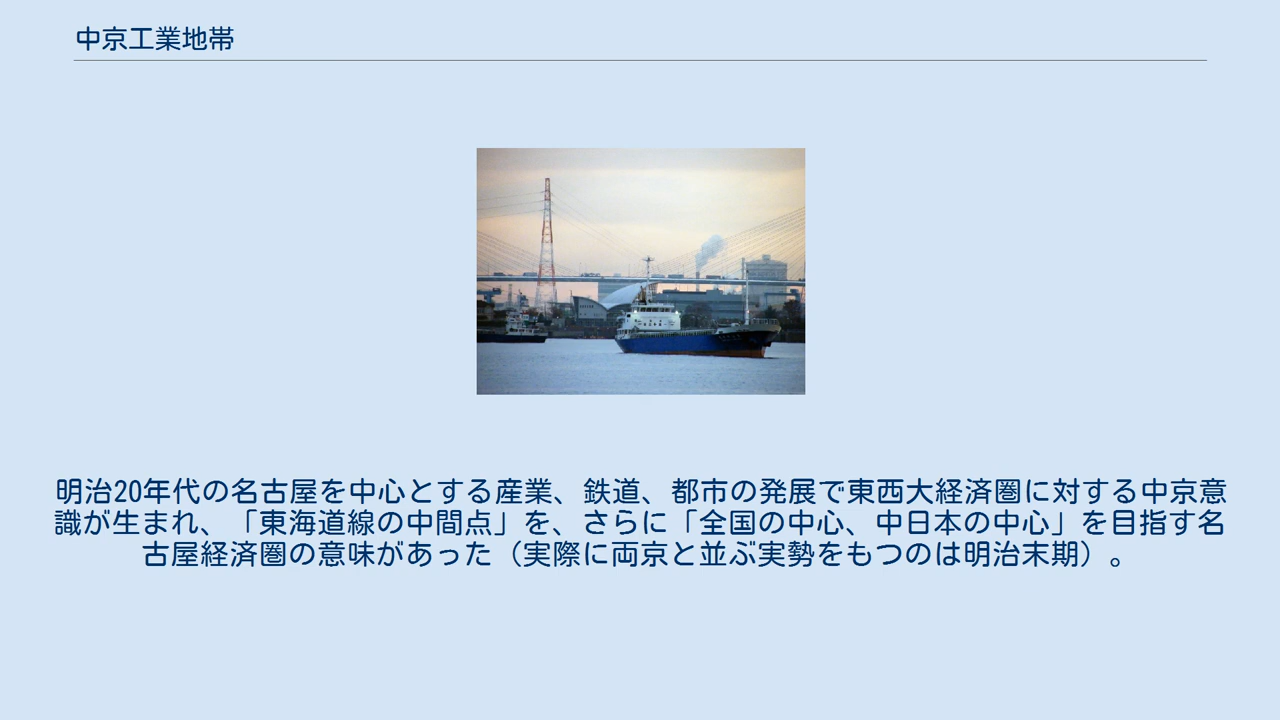 中京工業地帯
明治20年代の名古屋を中心とする産業、鉄道、都市の発展で東西大経済圏に対する中京意
識が生まれ、「東海道線の中間点」を、さらに「全国の中心、中日本の中心」を目指す名
古屋経済圏の意味があった（実際に両京と並ぶ実勢をもつのは明治末期）。